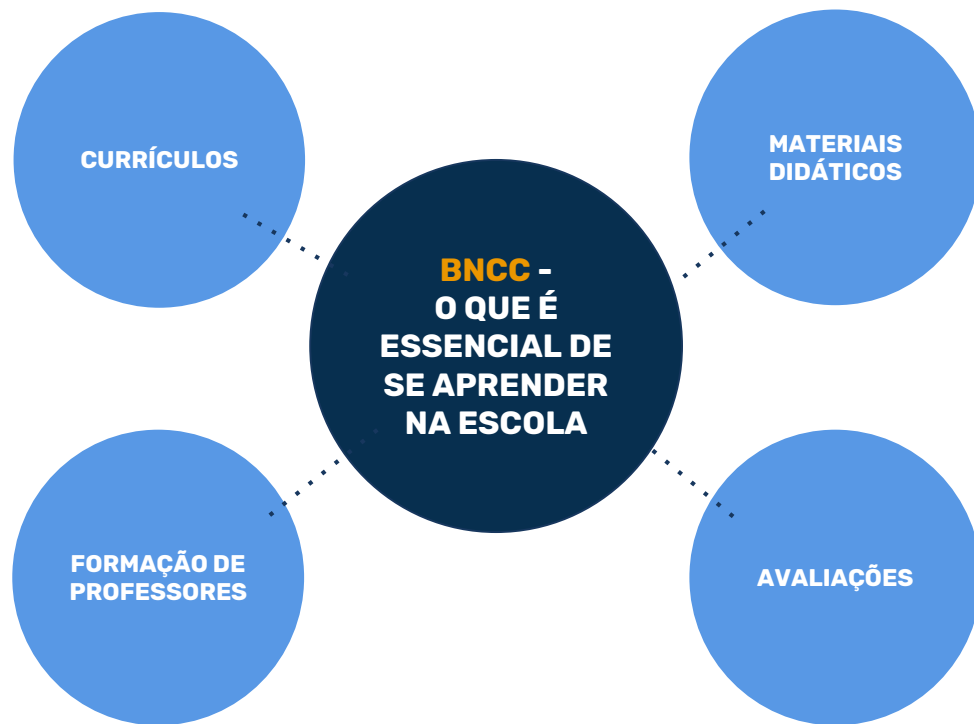 CURRÍCULOS
MATERIAIS
DIDÁTICOS
BNCC -
O QUE É
ESSENCIAL DE
SE APRENDER
NA ESCOLA
FORMAÇÃO DE
PROFESSORES
AVALIAÇÕES